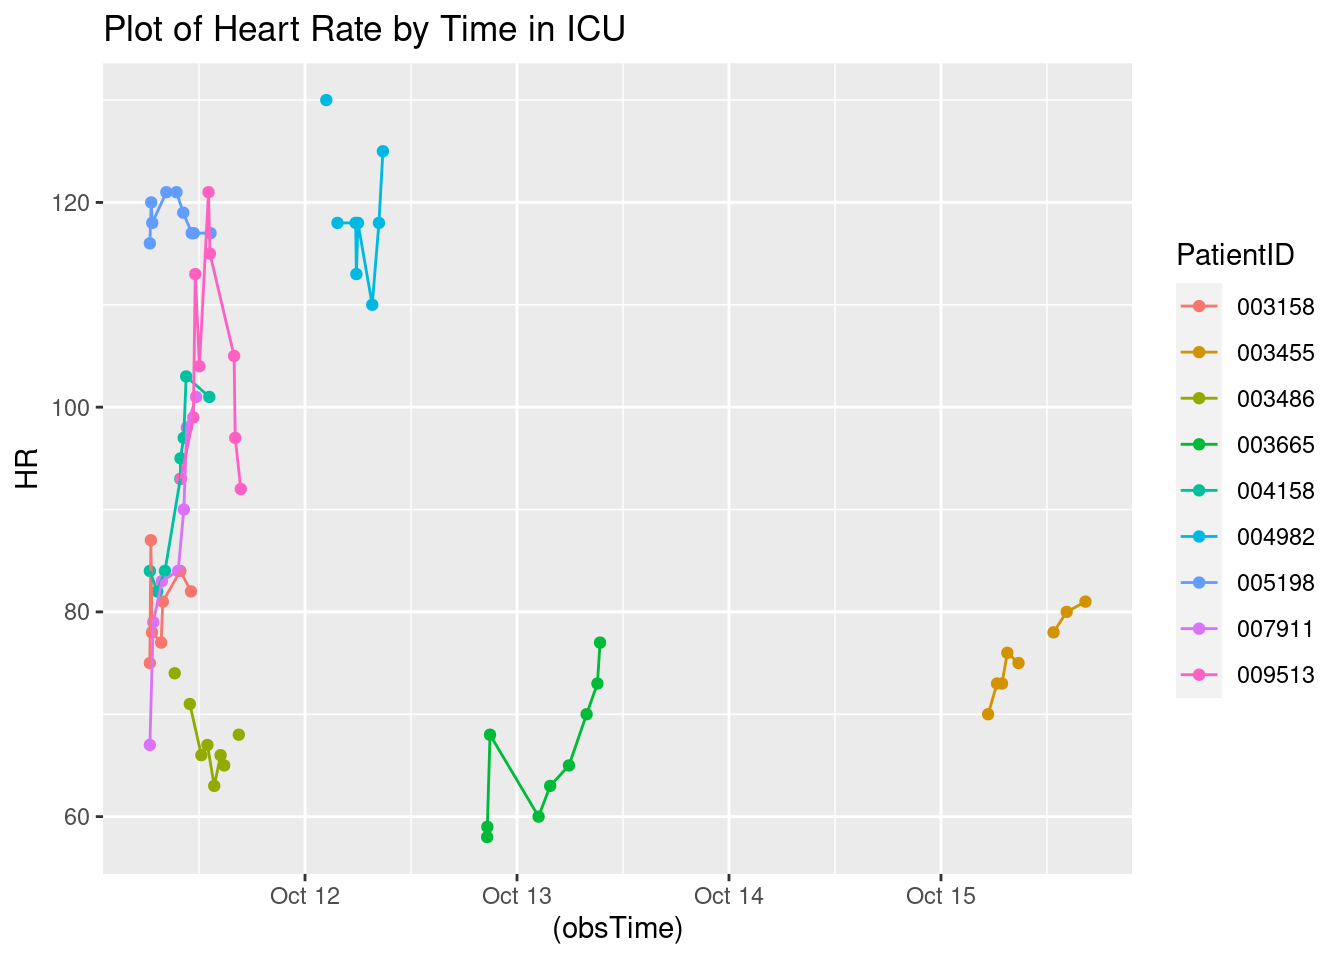 Plot of Heart Rate by Time in ICU
120
100
80
60
HR
Oct 12
Oct 13
Oct 14
Oct 15
(obsTime)
PatientID
003158
003455
003486
003665
004158
004982
005198
007911
009513